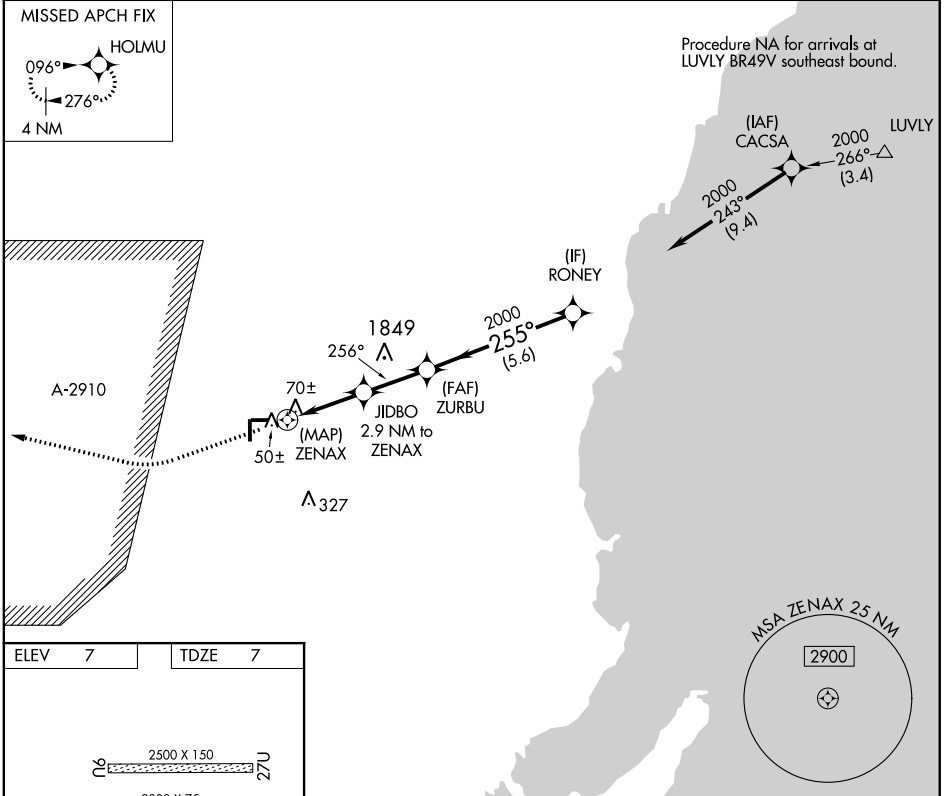 MISSED APCH FIX
HOLMU
096°
276°
4 NM
Procedure NA for arrivals at
LUVLY BR49V southeast bound.
(IAF)
CACSA
LUVLY
2000
266°
(3.4)
2000
243°
(9.4)
(IF)
RONEY
2000
255°
(5.6)
1849
256°
A-2910
70±
(FAF)
ZURBU
JIDBO
2.9 NM to
ZENAX
(MAP)
ZENAX
50±
327
MSA ZENAX 25 NM
2900
ELEV 7
TDZE 7
2500 X 150
9U
27U